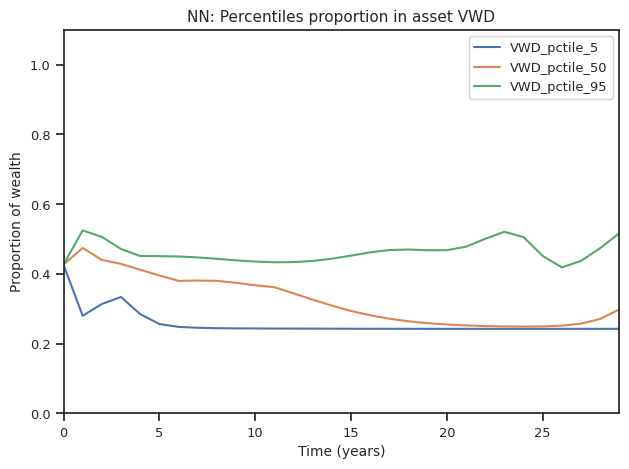 NN: Percentiles proportion in asset VWD
VWD_pctile_5
VWD_pctile_50
VWD_pctile_95
Proportion of wealth
1.0
0.8
0.6
0.4
0.2
0.0
0 5 10 15 20 25
Time (years)